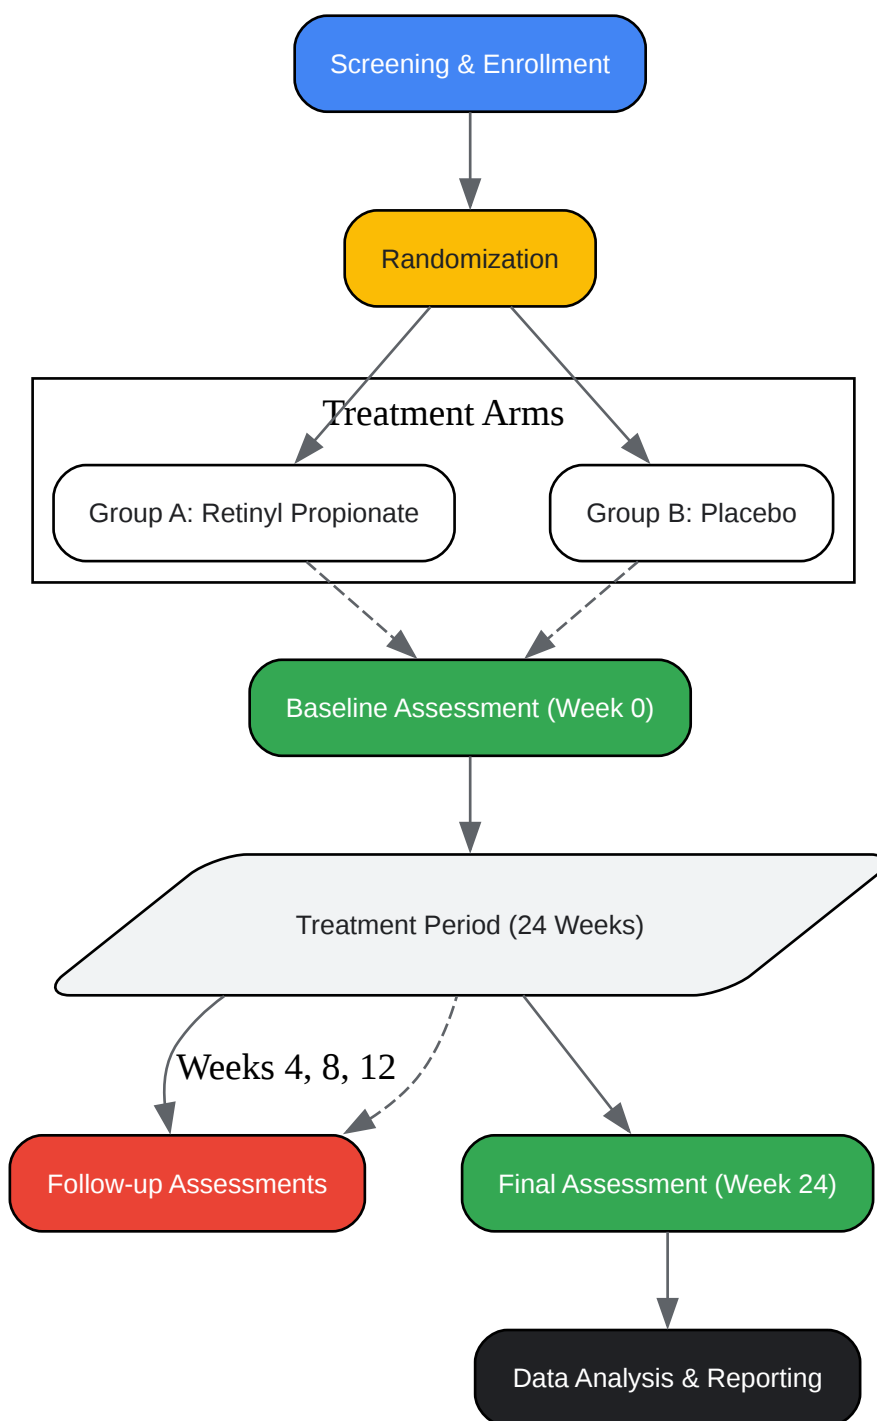 Screening & Enrollment
Randomization
Treatment Arms
Group A: Retinyl Propionate
Group B: Placebo
Baseline Assessment (Week 0)
Treatment Period (24 Weeks)
Weeks 4, 8, 12
Follow-up Assessments
Final Assessment (Week 24)
Data Analysis & Reporting